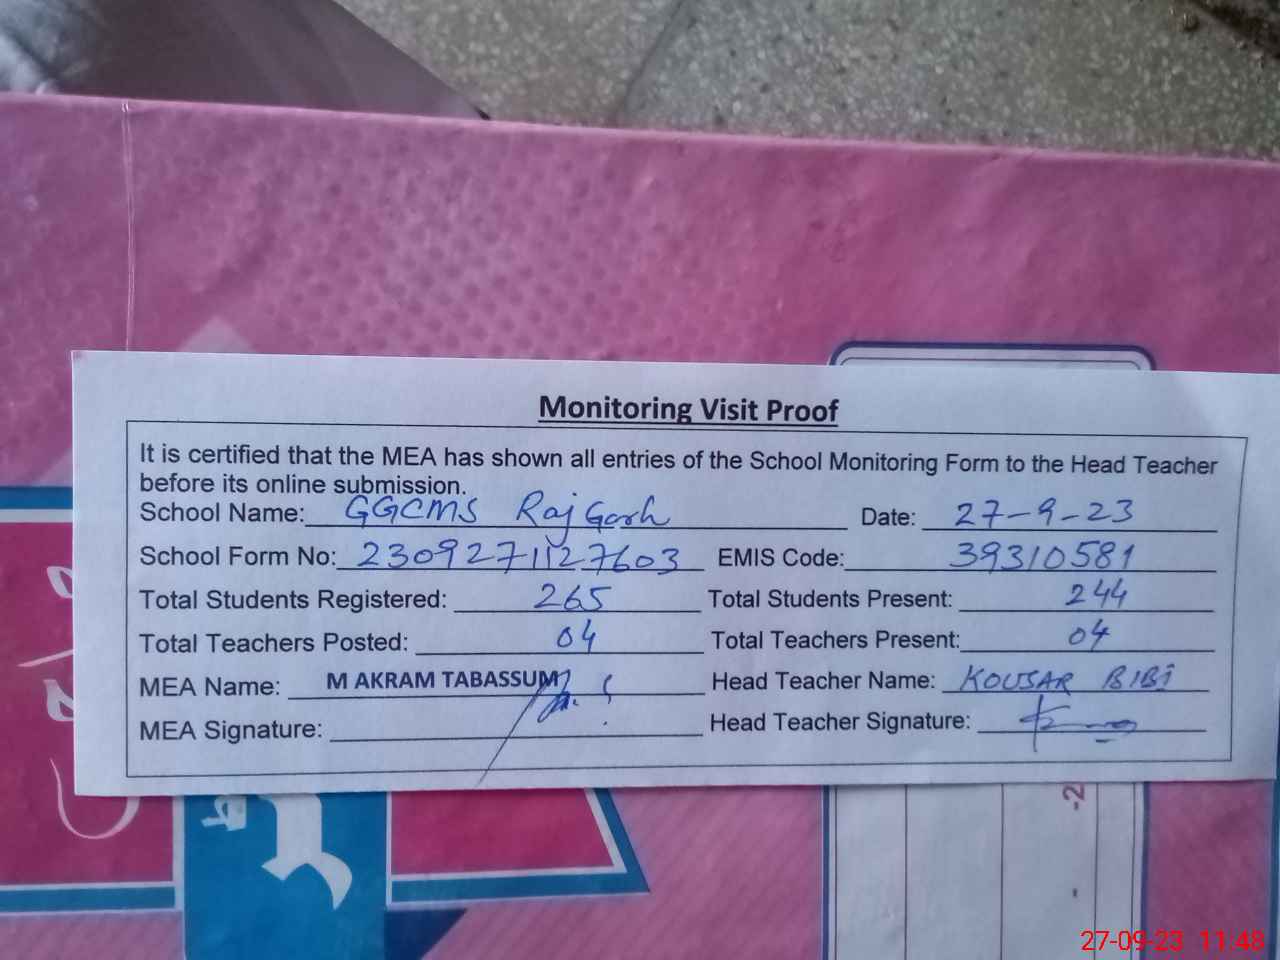 Monitoring Visit Proof
It is certified that the MEA has shown all entries of the School Monitoring Form to the Head Teacher
before its online submission.
School Name: GGCMS Raj Garh Date: 27-9-23
School Form No: 2309271127603 EMIS Code: 39310581
Total Students Registered: 265 Total Students Present: 244
Total Teachers Posted: 04 Total Teachers Present: 04
MEA Name: M AKRAM TABASSUM Head Teacher Name: KOUSAR BIBI
MEA Signature: Head Teacher Signature:
27-09-23 11:48